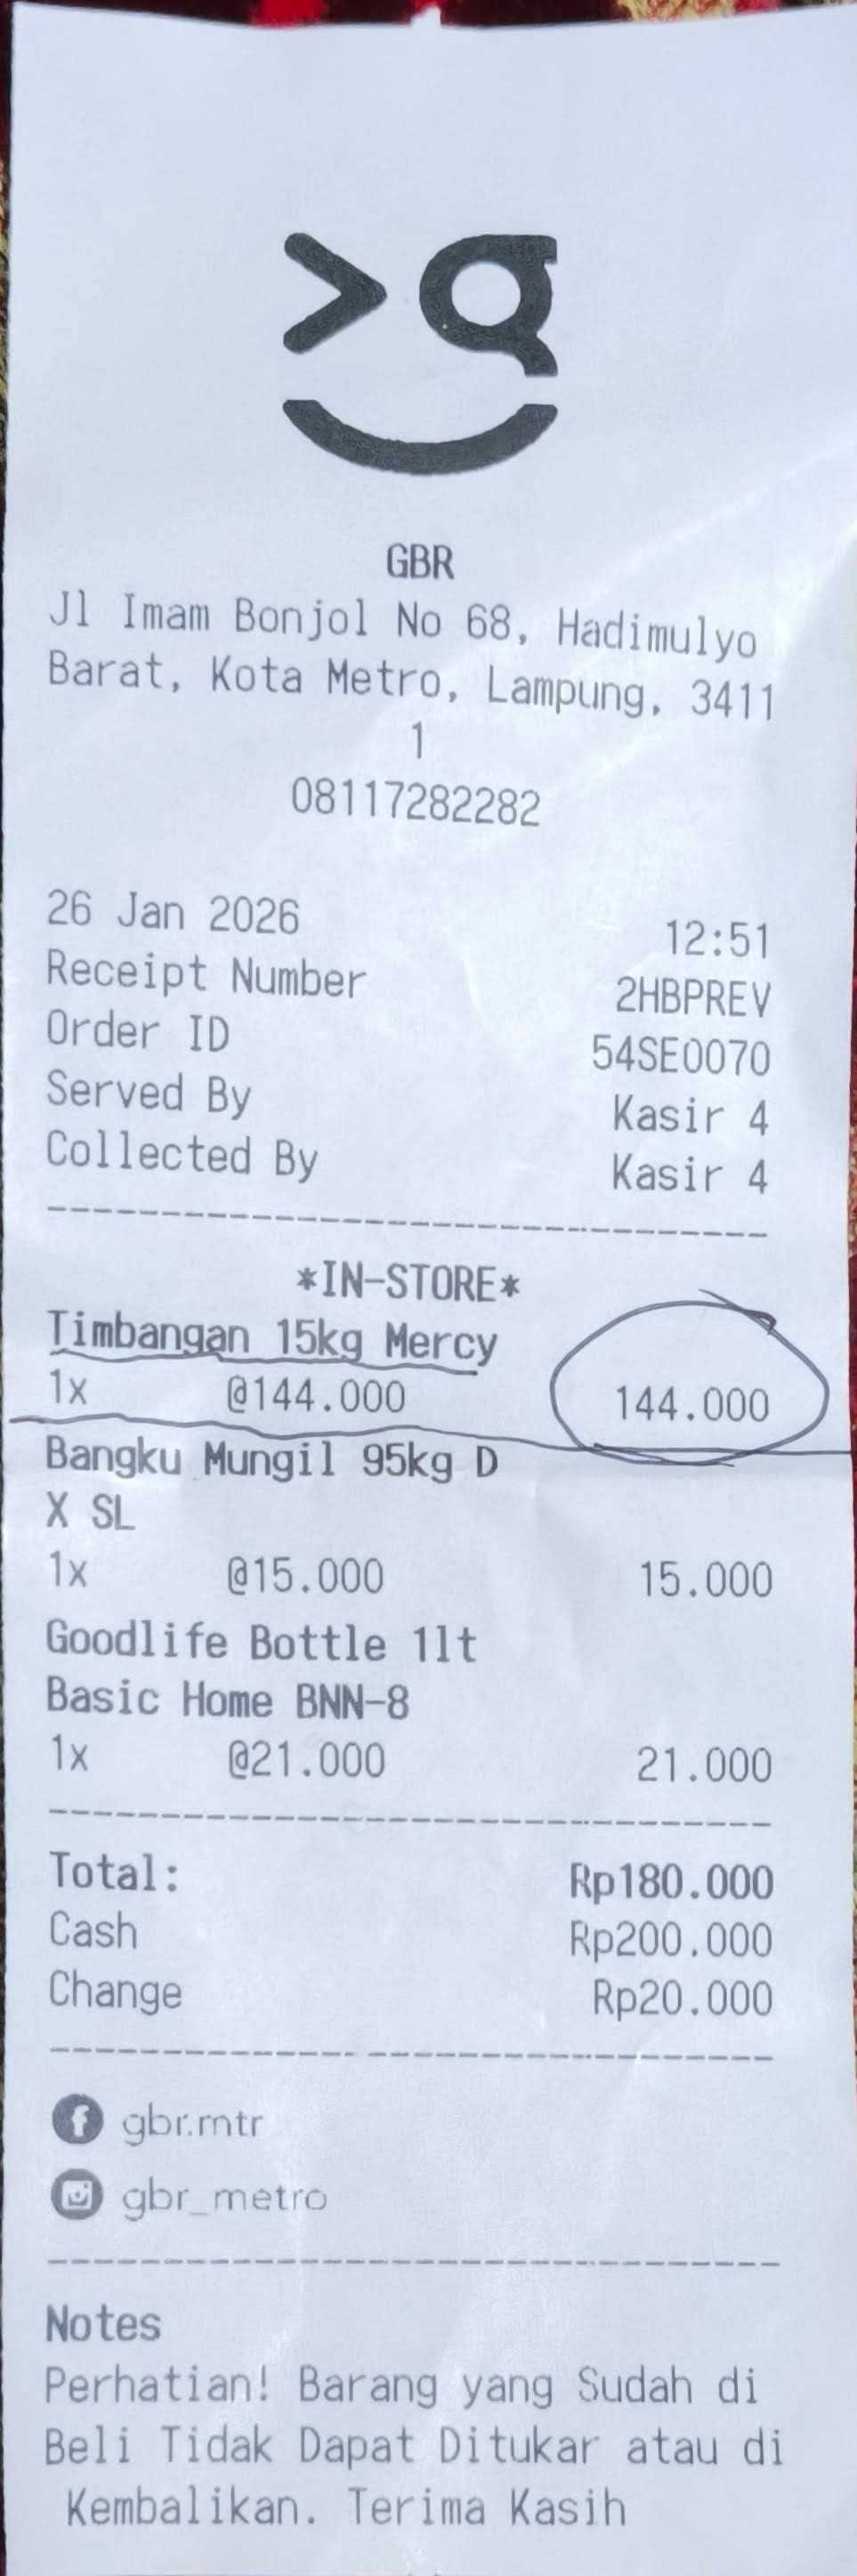 GBR
Jl Imam Bonjol No 68, Hadimulyo
Barat, Kota Metro, Lampung, 3411
1
08117282282
26 Jan 2026 12:51
Receipt Number 2HBPREV
Order ID 54SE0070
Served By Kasir 4
Collected By Kasir 4
*IN-STORE*
Timbangan 15kg Mercy
1x @144.000 144.000
Bangku Mungil 95kg D
X SL
1x @15.000 15.000
Goodlife Bottle 1lt
Basic Home BNN-8
1x @21.000 21.000
Total: Rp180.000
Cash Rp200.000
Change Rp20.000
gbr.mtr
gbr_metro
Notes
Perhatian! Barang yang Sudah di
Beli Tidak Dapat Ditukar atau di
Kembalikan. Terima Kasih